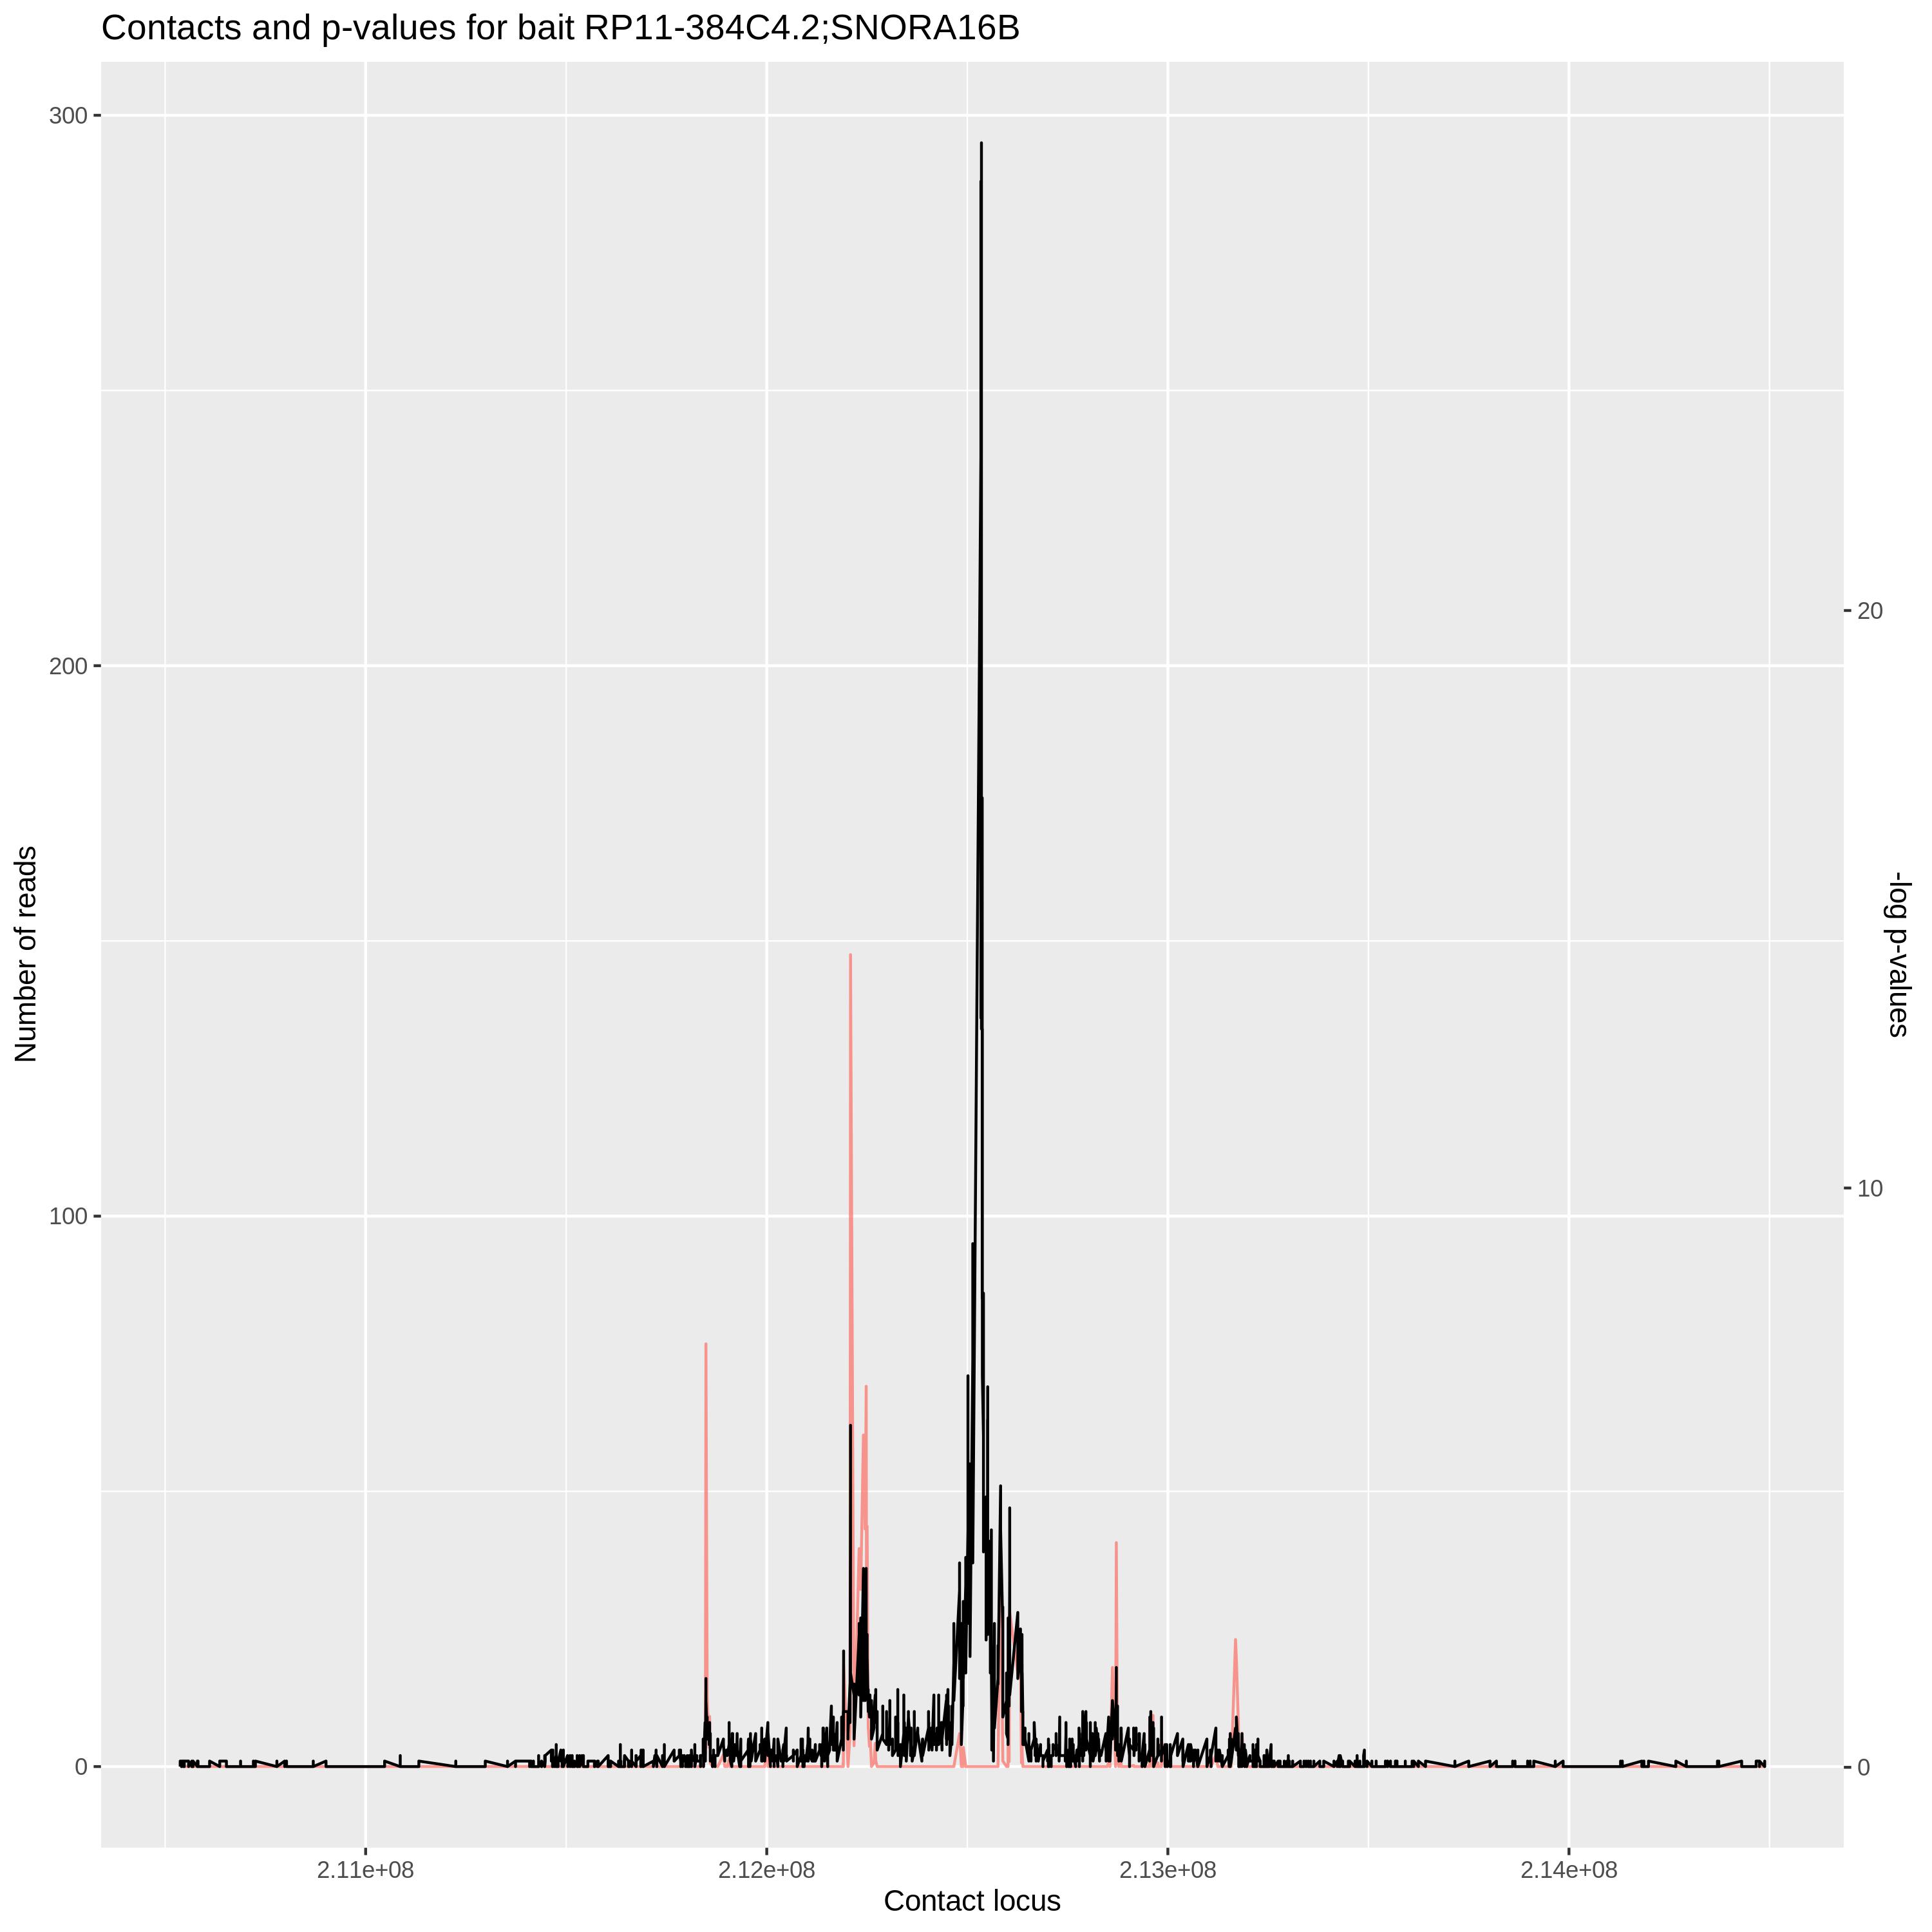 Contacts and p-values for bait RP11-384C4.2;SNORA16B
300
200
100
0
Number of reads
20
10
0
-log p-values
2.11e+08
2.12e+08
2.13e+08
2.14e+08
Contact locus